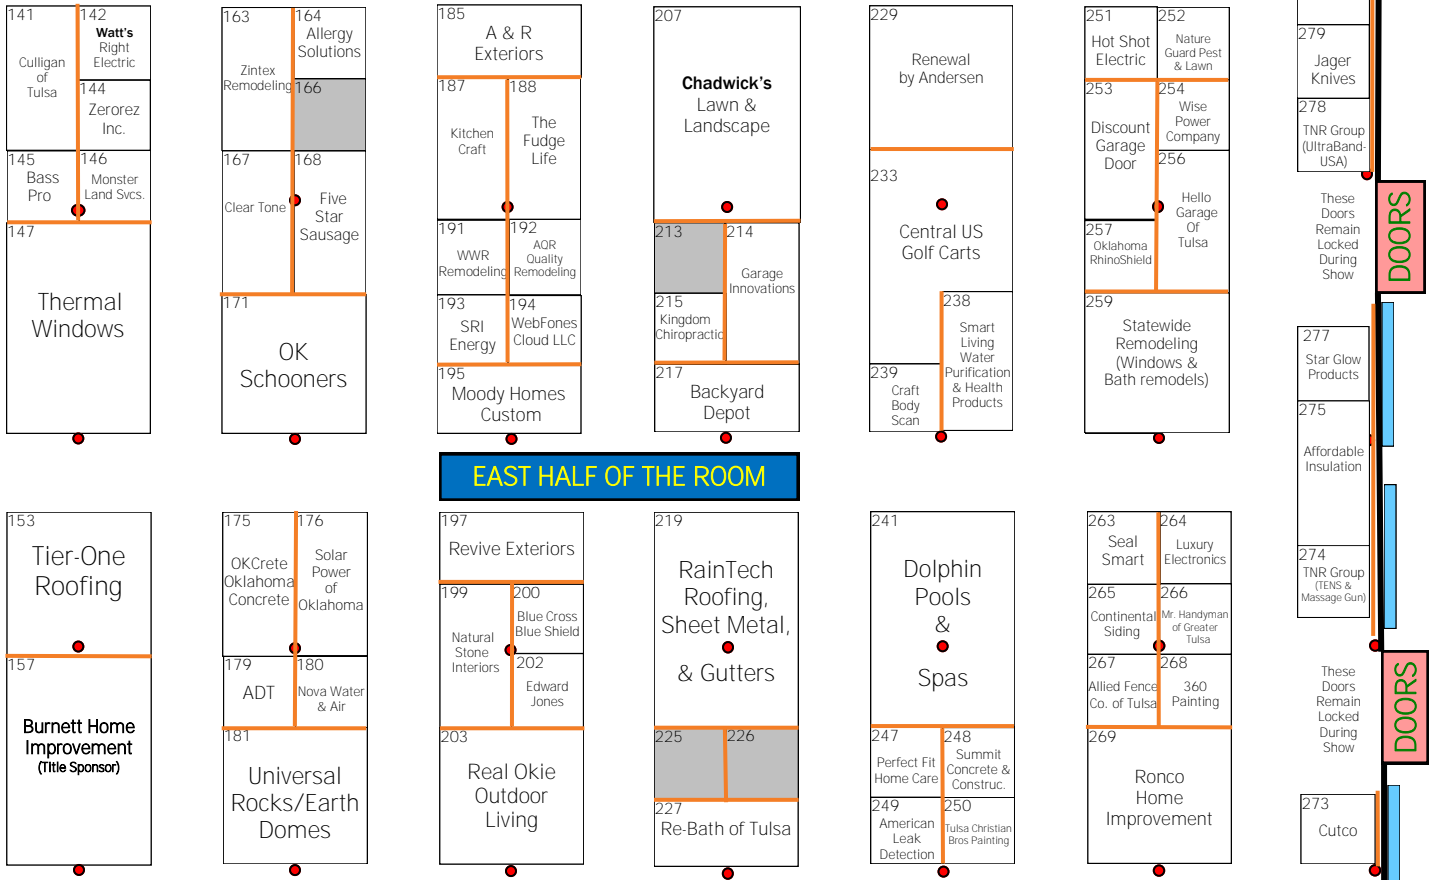 141
Culligan
of
Tulsa
142
Watt's
Right
Electric
144
Zerorez
Inc.
145
Bass
Pro
146
Monster
Land Svcs.
147
Thermal
Windows
163
Zintex
Remodeling
164
Allergy
Solutions
166
167
Clear Tone
168
Five
Star
Sausage
171
OK
Schooners
185
A & R
Exteriors
187
Kitchen
Craft
188
The
Fudge
Life
191
WWR
Remodeling
192
AQR
Quality
Remodeling
193
SRI
Energy
194
WebFones
Cloud LLC
195
Moody Homes
Custom
207
Chadwick's
Lawn &
Landscape
213
214
Garage
Innovations
215
Kingdom
Chiropractic
217
Backyard
Depot
229
Renewal
by Andersen
233
Central US
Golf Carts
238
Smart
Living
Water
Purification
& Health
Products
239
Craft
Body
Scan
251
Hot Shot
Electric
252
Nature
Guard Pest
& Lawn
253
Discount
Garage
Door
254
Wise
Power
Company
256
Hello
Garage
Of
Tulsa
257
Oklahoma
RhinoShield
259
Statewide
Remodeling
(Windows &
Bath remodels)
279
Jager
Knives
278
TNR Group
(UltraBand-
USA)
These
Doors
Remain
Locked
During
Show
DOORS
277
Star Glow
Products
275
Affordable
Insulation
274
TNR Group
(TENS &
Massage Gun)
EAST HALF OF THE ROOM
153
Tier-One
Roofing
157
Burnett Home
Improvement
(Title Sponsor)
175
OKCrete
Oklahoma
Concrete
176
Solar
Power
of
Oklahoma
179
ADT
180
Nova Water
& Air
181
Universal
Rocks/Earth
Domes
197
Revive Exteriors
199
Natural
Stone
Interiors
200
Blue Cross
Blue Shield
202
Edward
Jones
203
Real Okie
Outdoor
Living
219
RainTech
Roofing,
Sheet Metal,
& Gutters
225
226
227
Re-Bath of Tulsa
241
Dolphin
Pools
&
Spas
247
Perfect Fit
Home Care
248
Summit
Concrete &
Construc.
249
American
Leak
Detection
250
Tulsa Christian
Bros Painting
263
Seal
Smart
264
Luxury
Electronics
265
Continental
Siding
266
Mr. Handyman
of Greater
Tulsa
267
Allied Fence
Co. of Tulsa
268
360
Painting
269
Ronco
Home
Improvement
These
Doors
Remain
Locked
During
Show
DOORS
273
Cutco